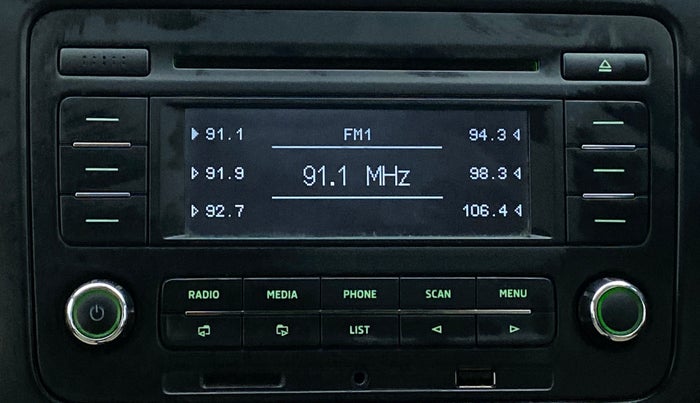 91.1 FM1 94.3
91.9 91.1 MHz 98.3
92.7 106.4
RADIO MEDIA PHONE SCAN MENU
LIST